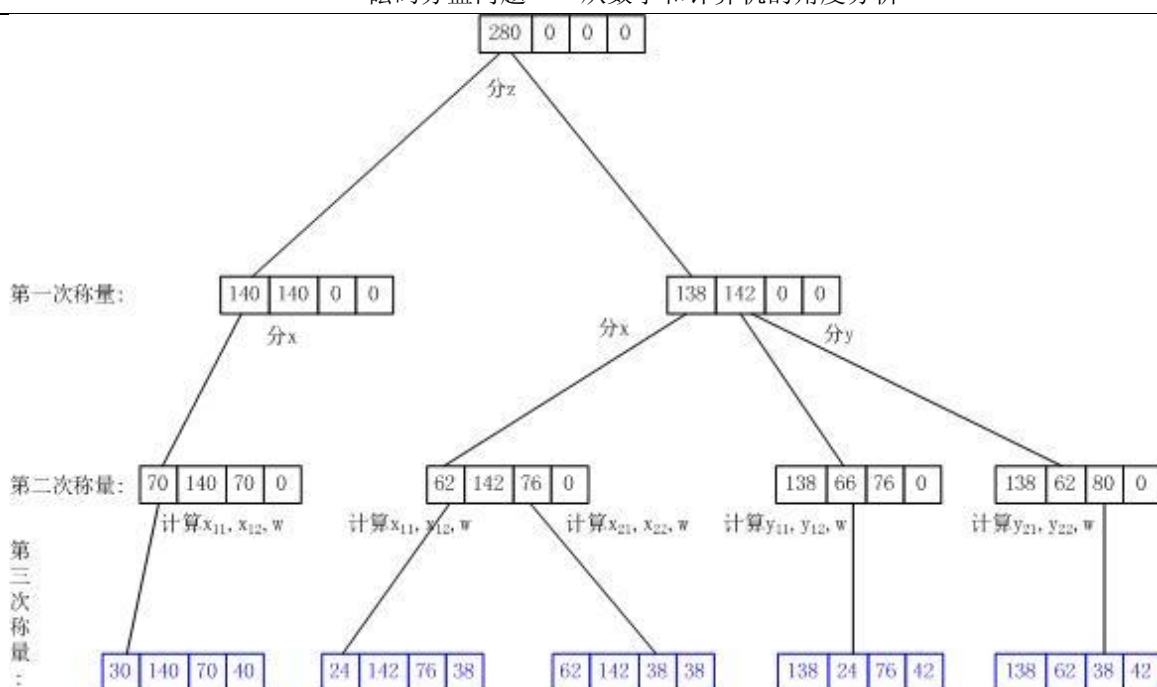 280 0 0 0
分z
第一次称量: 140 140 0 0 138 142 0 0
分x 分x 分y
第二次称量: 70 140 70 0 62 142 76 0 138 66 76 0 138 62 80 0
计算x₁₁, x₁₂, w 计算x₁₁, x₁₂, w 计算x₂₁, x₂₂, w 计算y₁₁, y₁₂, w 计算y₂₁, y₂₂, w
第三次称量: 30 140 70 40 24 142 76 38 62 142 38 38 138 24 76 42 138 62 38 42